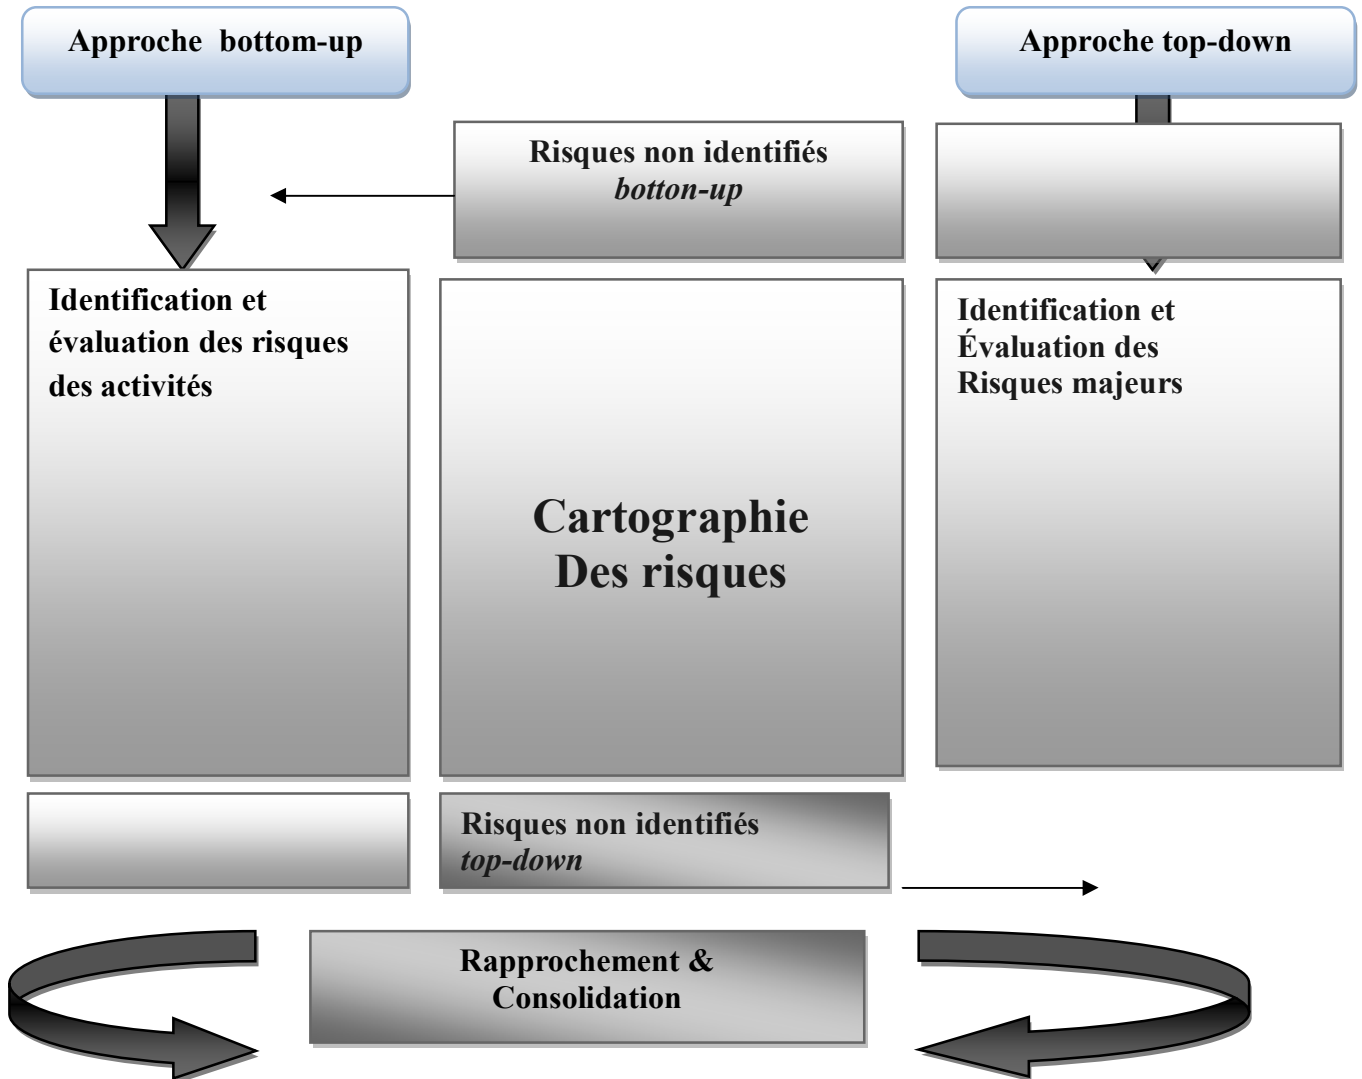 Approche bottom-up
Approche top-down
Risques non identifiés
botton-up
Identification et
évaluation des risques
des activités
Cartographie
Des risques
Identification et
Évaluation des
Risques majeurs
Risques non identifiés
top-down
Rapprochement &
Consolidation